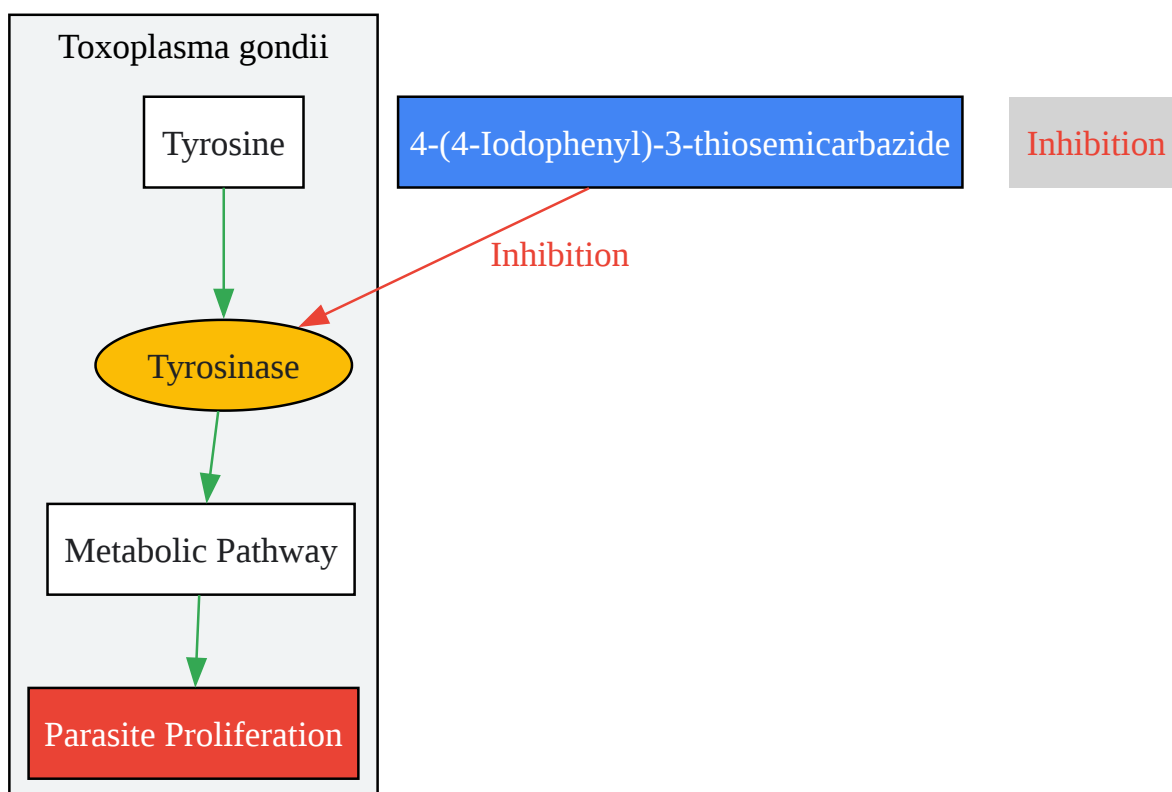 Toxoplasma gondii
Tyrosine
4-(4-Iodophenyl)-3-thiosemicarbazide
Inhibition
Inhibition
Tyrosinase
Metabolic Pathway
Parasite Proliferation